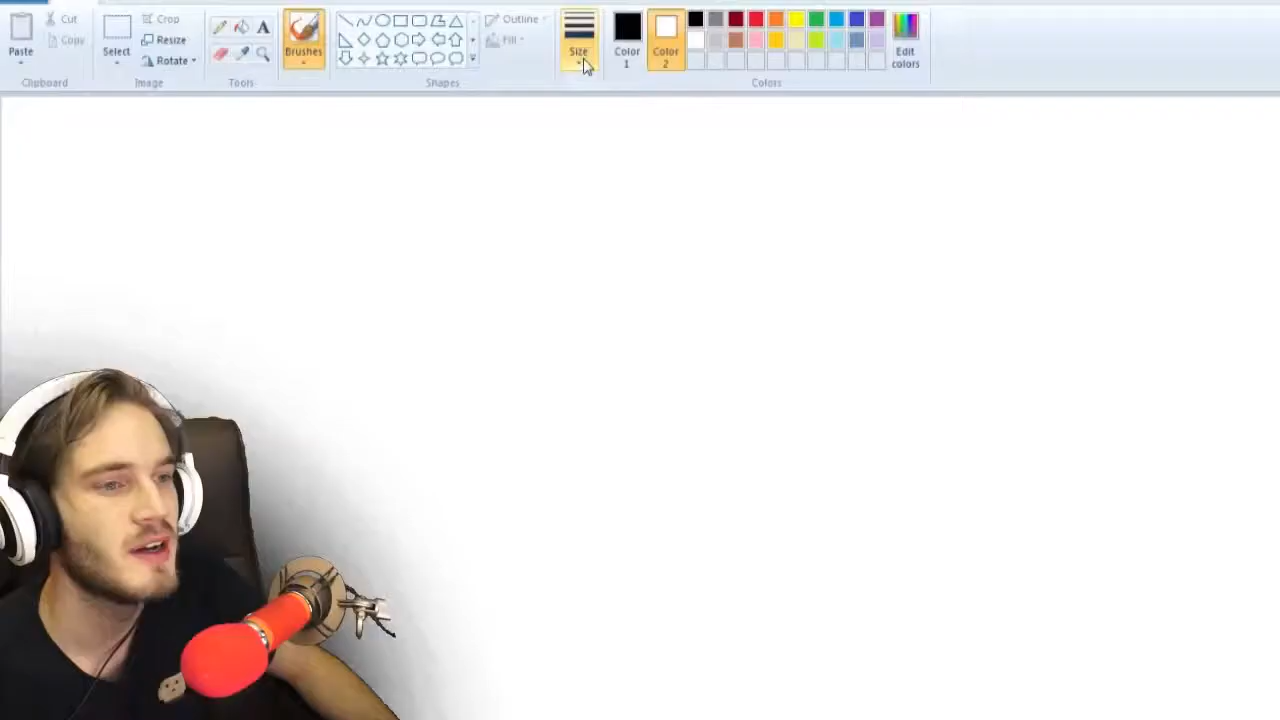 Paste
Cut
Copy
Clipboard
Select
Crop
Resize
Rotate
Image
A
Tools
Brushes
Shapes
Outline
Fill
Size
Color
1
Color
2
Colors
Edit
colors